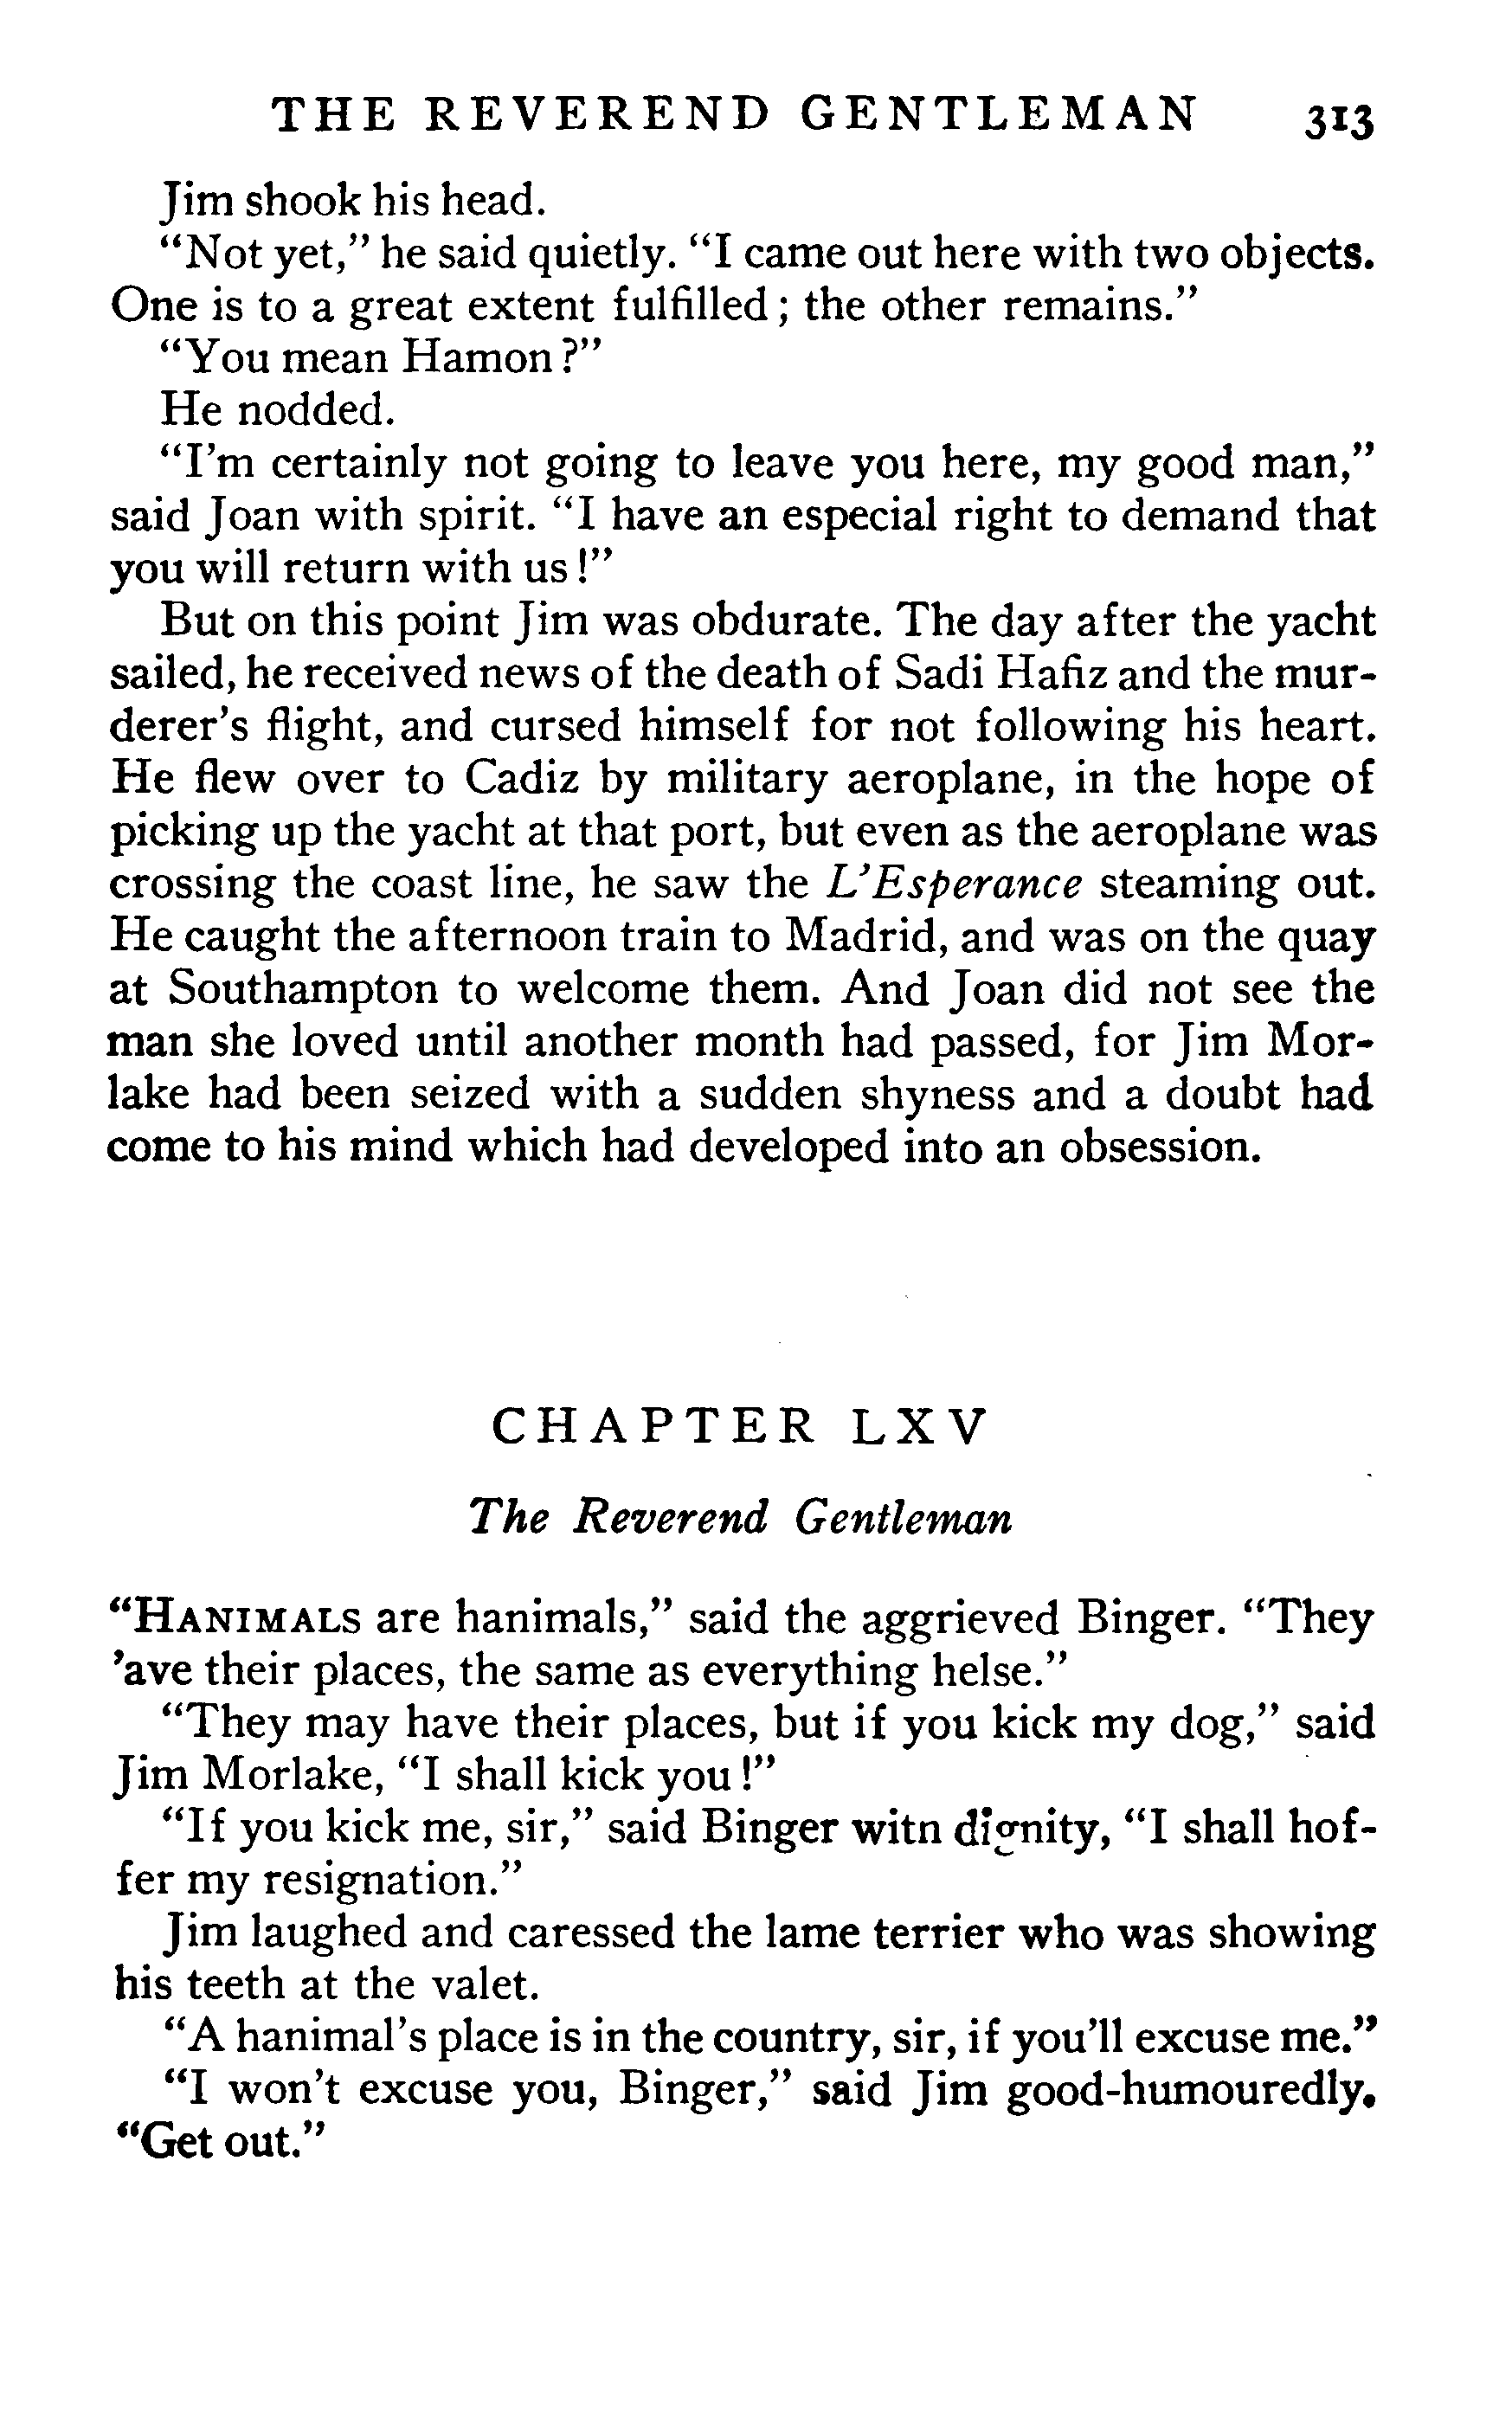 THE REVEREND GENTLEMAN 313
Jim shook his head.
“Not yet,” he said quietly. “I came out here with two objects.
One is to a great extent fulfilled; the other remains.”
“You mean Hamon?”
He nodded.
“I’m certainly not going to leave you here, my good man,”
said Joan with spirit. “I have an especial right to demand that
you will return with us!”
But on this point Jim was obdurate. The day after the yacht
sailed, he received news of the death of Sadi Hafiz and the mur-
derer’s flight, and cursed himself for not following his heart.
He flew over to Cadiz by military aeroplane, in the hope of
picking up the yacht at that port, but even as the aeroplane was
crossing the coast line, he saw the L’Esperance steaming out.
He caught the afternoon train to Madrid, and was on the quay
at Southampton to welcome them. And Joan did not see the
man she loved until another month had passed, for Jim Mor-
lake had been seized with a sudden shyness and a doubt had
come to his mind which had developed into an obsession.
CHAPTER LXV
The Reverend Gentleman
“HANIMALS are hanimals,” said the aggrieved Binger. “They
’ave their places, the same as everything helse.”
“They may have their places, but if you kick my dog,” said
Jim Morlake, “I shall kick you!”
“If you kick me, sir,” said Binger witn dignity, “I shall hof-
fer my resignation.”
Jim laughed and caressed the lame terrier who was showing
his teeth at the valet.
“A hanimal’s place is in the country, sir, if you’ll excuse me.”
“I won’t excuse you, Binger,” said Jim good-humouredly.
“Get out.”